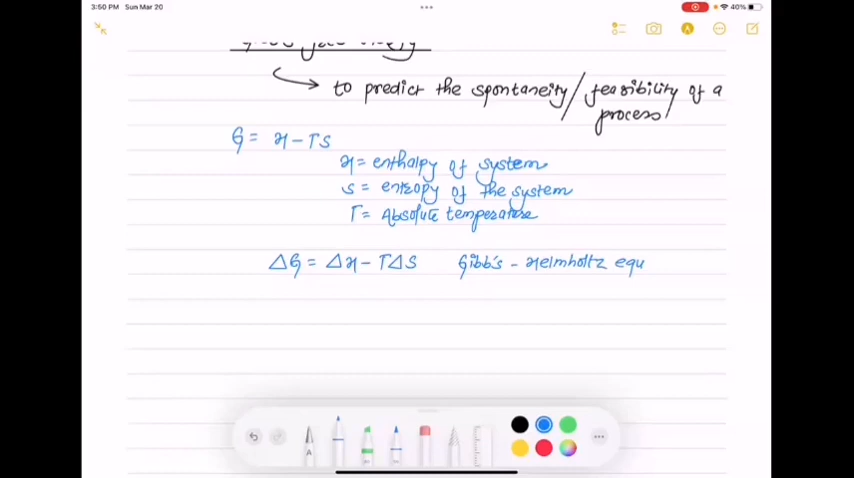 3:50 PM Sun Mar 20
40%
to predict the spontaneity/feasibility of a
process
G = H - TS
H = enthalpy of system
S = entropy of the system
T = Absolute temperature
ΔG = ΔH - TΔS Gibb's - Helmholtz equ
A